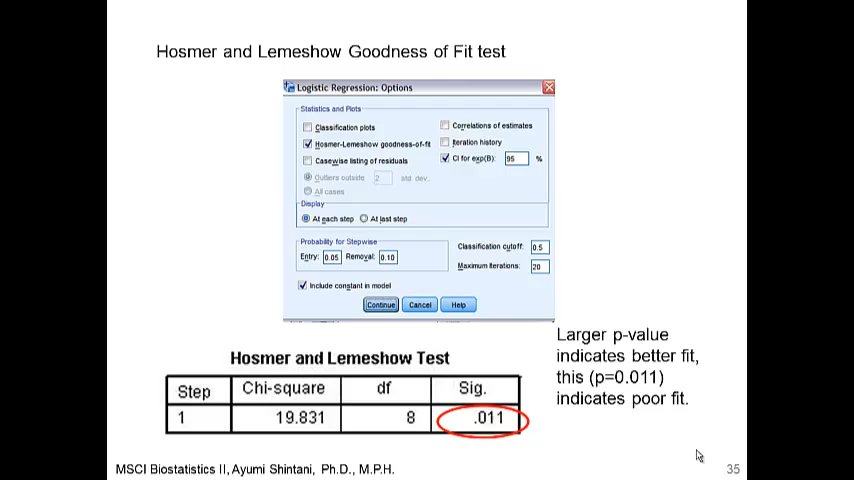 Hosmer and Lemeshow Goodness of Fit test
Logistic Regression: Options
Statistics and Plots
Classification plots
Correlations of estimates
Hosmer-Lemeshow goodness-of-fit
Iteration history
Casewise listing of residuals
CI for exp(B): 95 %
Outliers outside 2 std. dev.
All cases
Display
At each step At last step
Probability for Stepwise
Entry: 0.05 Removal: 0.10
Classification cutoff: 0.5
Maximum Iterations: 20
Include constant in model
Continue Cancel Help
Larger p-value
indicates better fit,
this (p=0.011)
indicates poor fit.
Hosmer and Lemeshow Test
Step Chi-square df Sig.
1 19.831 8 .011
MSCI Biostatistics II, Ayumi Shintani, Ph.D., M.P.H.
35